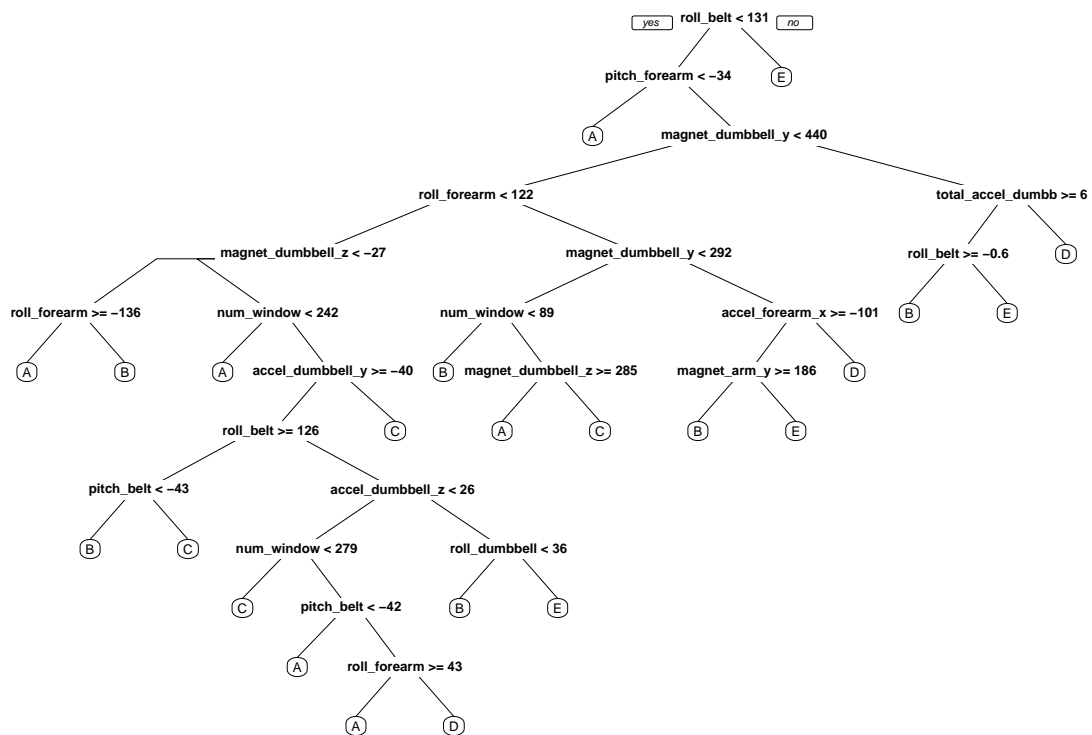 yes roll_belt < 131 no
pitch_forearm < −34 E
A magnet_dumbbell_y < 440
roll_forearm < 122 total_accel_dumbb >= 6
magnet_dumbbell_z < −27 magnet_dumbbell_y < 292 roll_belt >= −0.6 D
roll_forearm >= −136 num_window < 242 num_window < 89 accel_forearm_x >= −101 B E
A B A accel_dumbbell_y >= −40 B magnet_dumbbell_z >= 285 magnet_arm_y >= 186 D
roll_belt >= 126 C A C B E
pitch_belt < −43 accel_dumbbell_z < 26
B C num_window < 279 roll_dumbbell < 36
C pitch_belt < −42 B E
A roll_forearm >= 43
A D